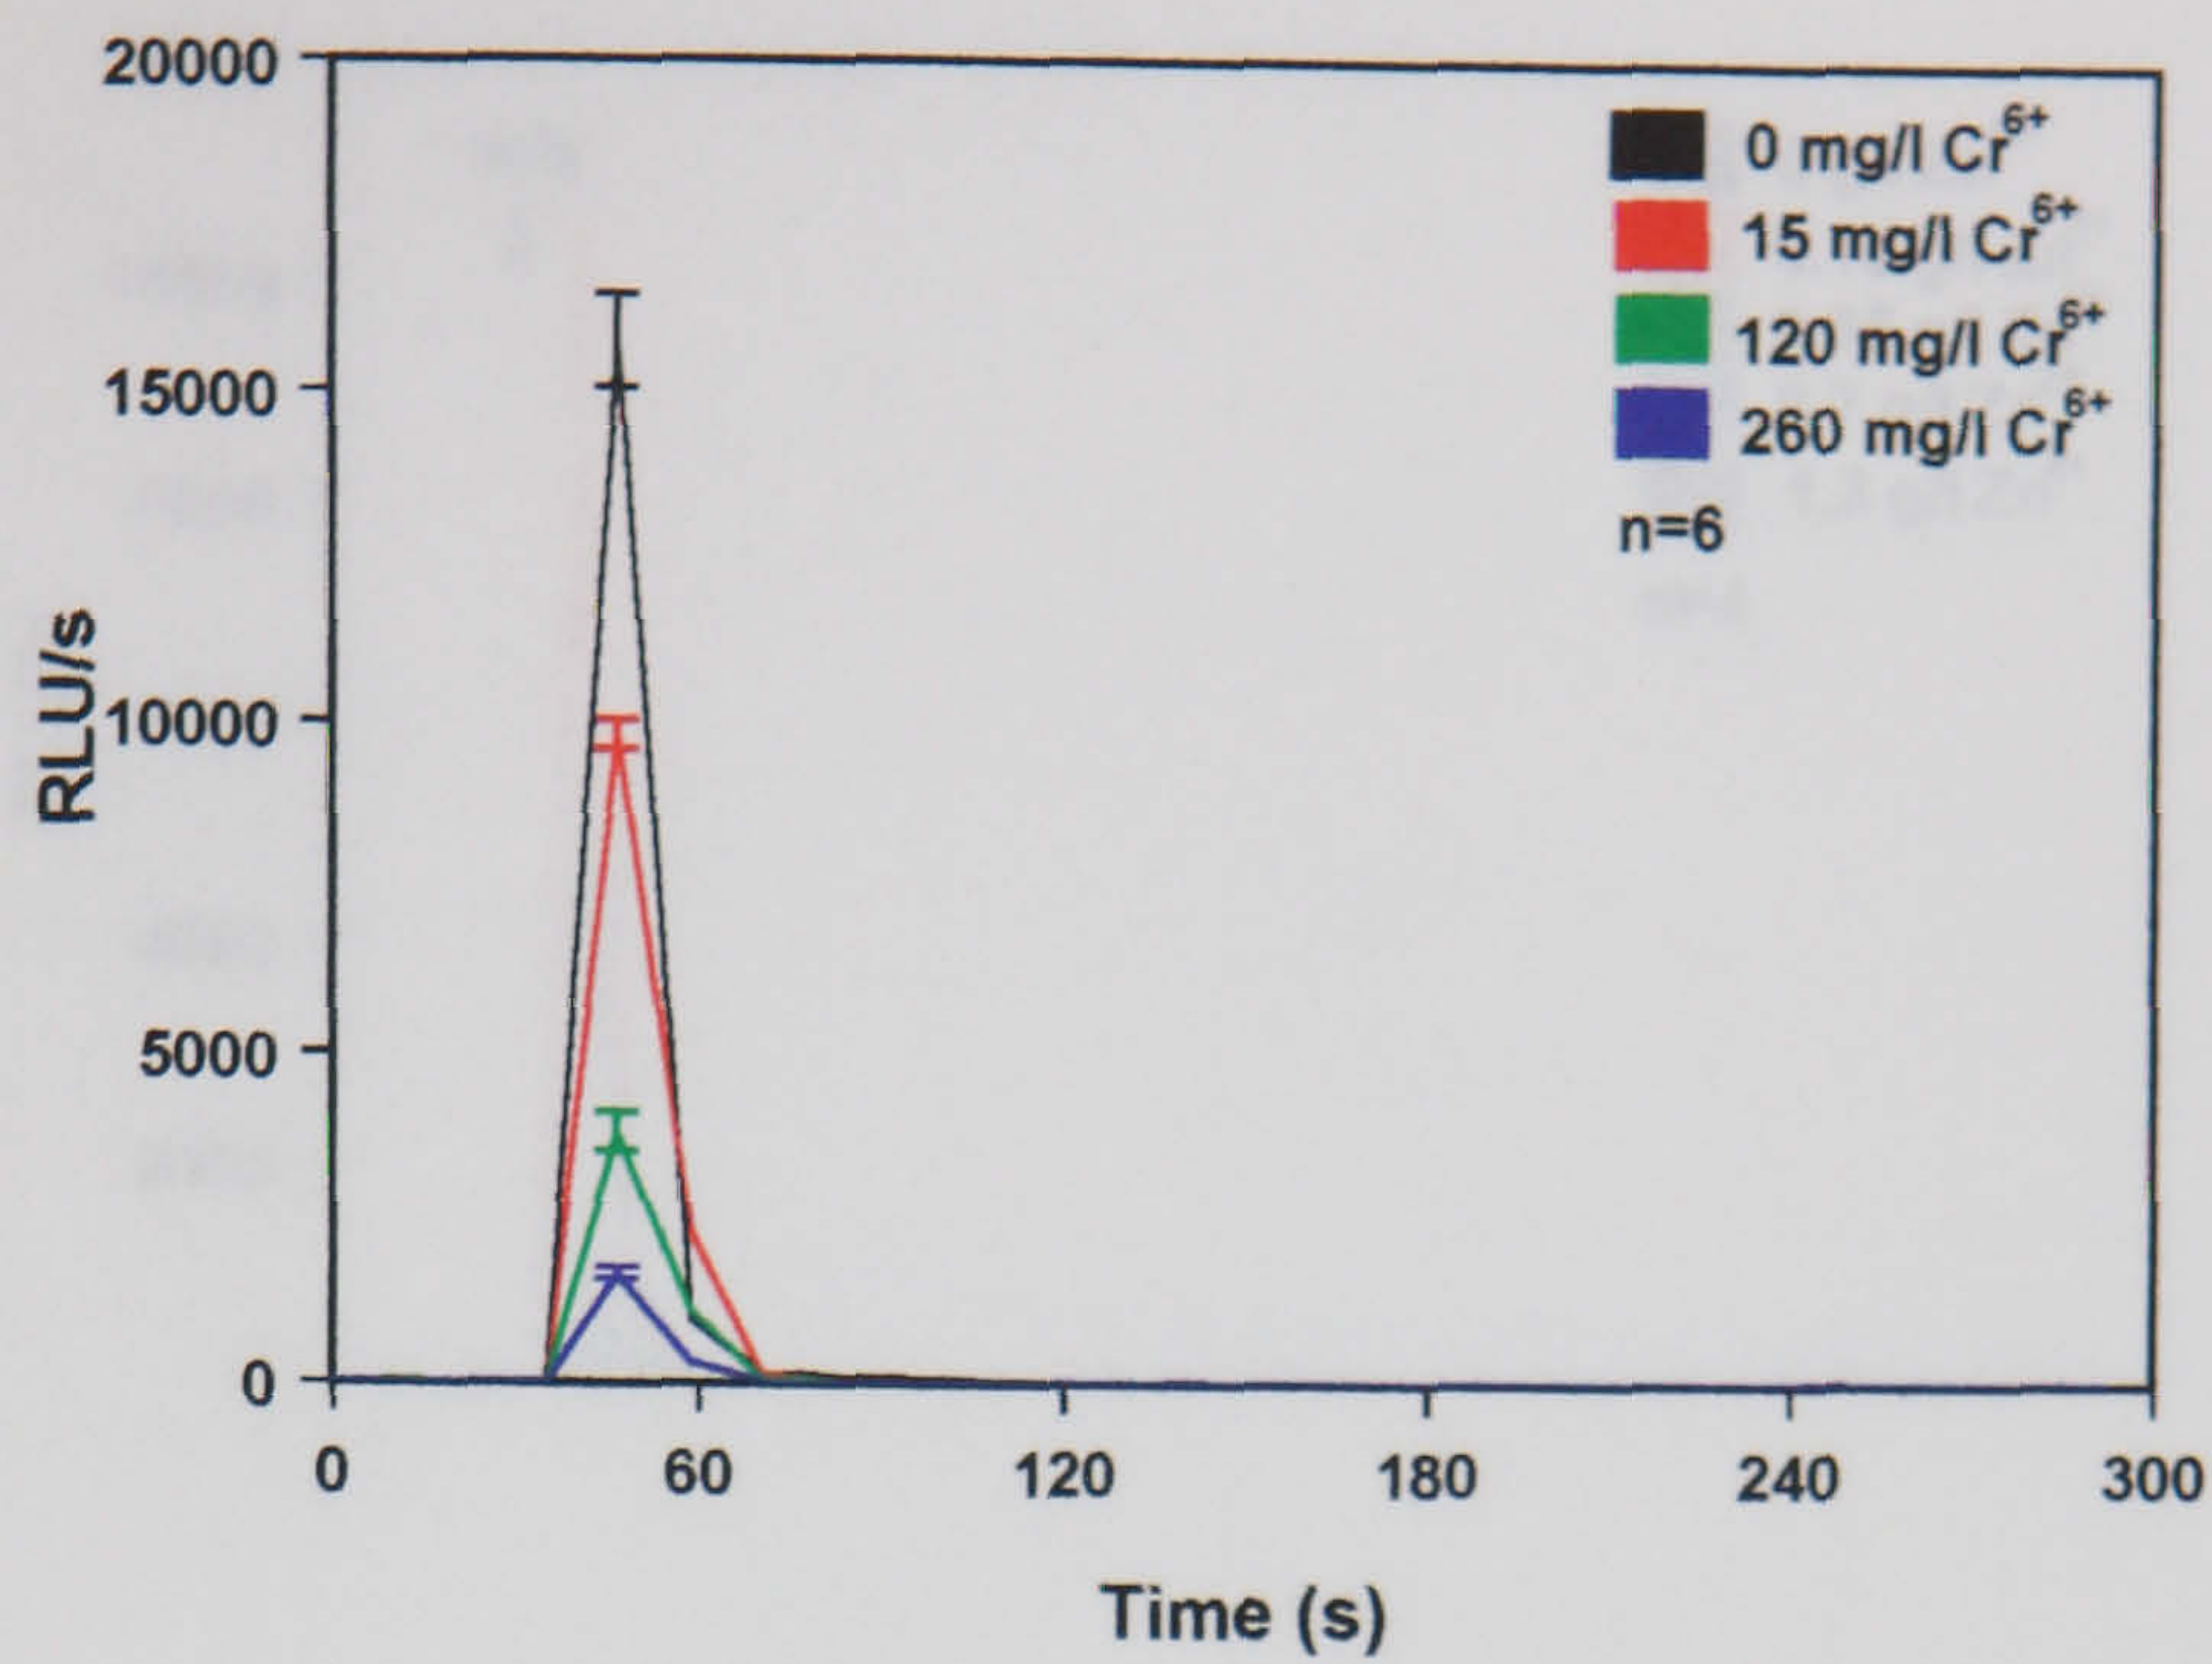 20000
15000
10000
5000
0
RLU/s
0 mg/l Cr6+
15 mg/l Cr6+
120 mg/l Cr6+
260 mg/l Cr6+
n=6
0 60 120 180 240 300
Time (s)